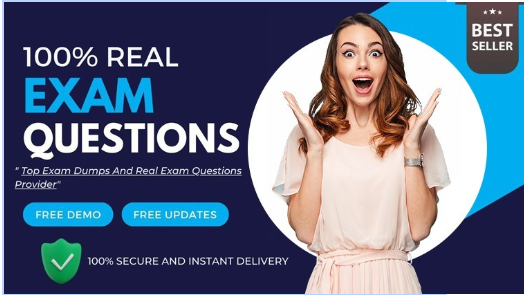 BEST
SELLER
100% REAL
EXAM
QUESTIONS
" Top Exam Dumps And Real Exam Questions
Provider"
FREE DEMO
FREE UPDATES
100% SECURE AND INSTANT DELIVERY